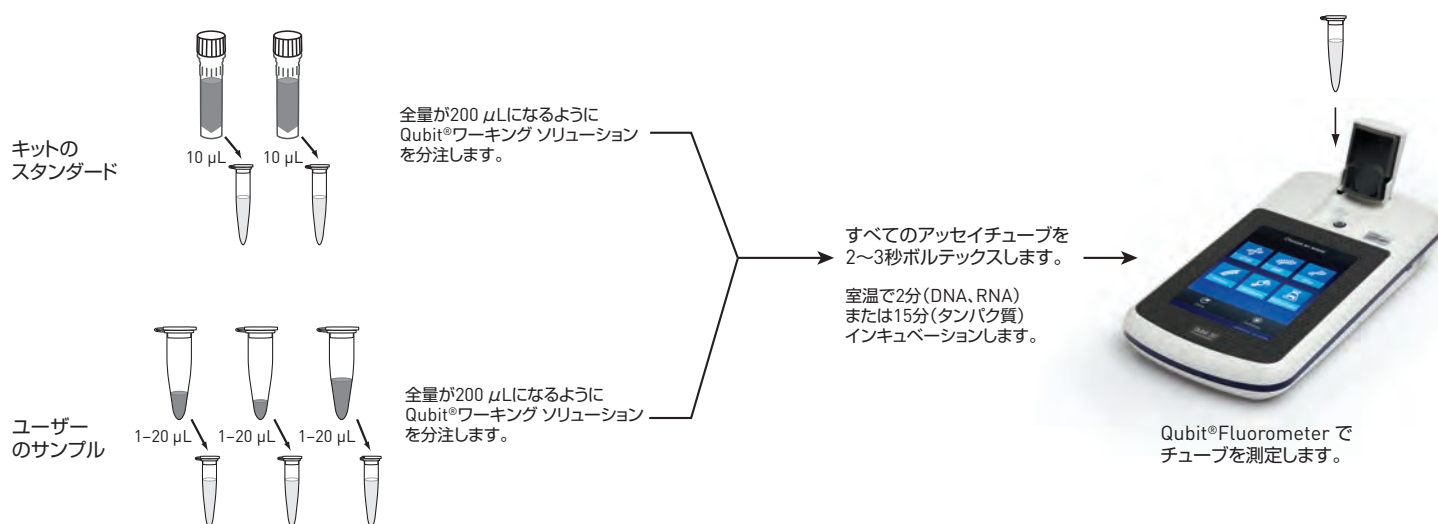 キットの
スタンダード
10 µL
10 µL
全量が200 µLになるように
Qubit®ワーキング ソリューション
を分注します。
ユーザー
のサンプル
1–20 µL
1–20 µL
1–20 µL
全量が200 µLになるように
Qubit®ワーキング ソリューション
を分注します。
すべてのアッセイチューブを
2〜3秒ボルテックスします。
室温で2分(DNA、RNA)
または15分(タンパク質)
インキュベーションします。
Qubit®Fluorometer で
チューブを測定します。